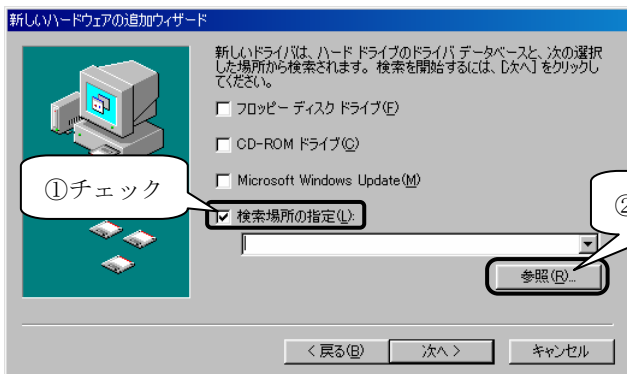 新しいハードウェアの追加ウィザード
新しいドライバは、ハード ドライブのドライバ データベースと、次の選択
した場所から検索されます。検索を開始するには、[次へ] をクリックし
てください。
フロッピー ディスク ドライブ(F)
CD-ROM ドライブ(C)
Microsoft Windows Update(M)
①チェック
検索場所の指定(L):
②
参照(R)...
< 戻る(B)
次へ >
キャンセル